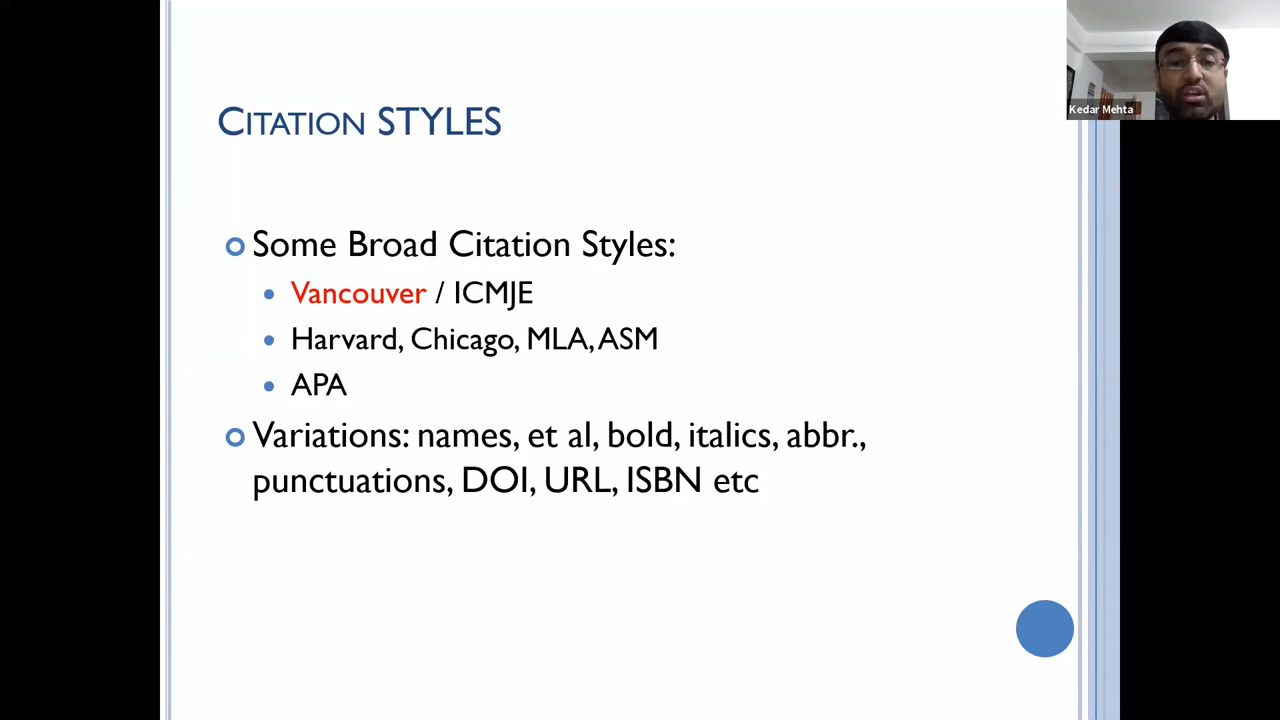 CITATION STYLES
Kedar Mehta
Some Broad Citation Styles:
Vancouver / ICMJE
Harvard, Chicago, MLA, ASM
APA
Variations: names, et al, bold, italics, abbr.,
punctuations, DOI, URL, ISBN etc